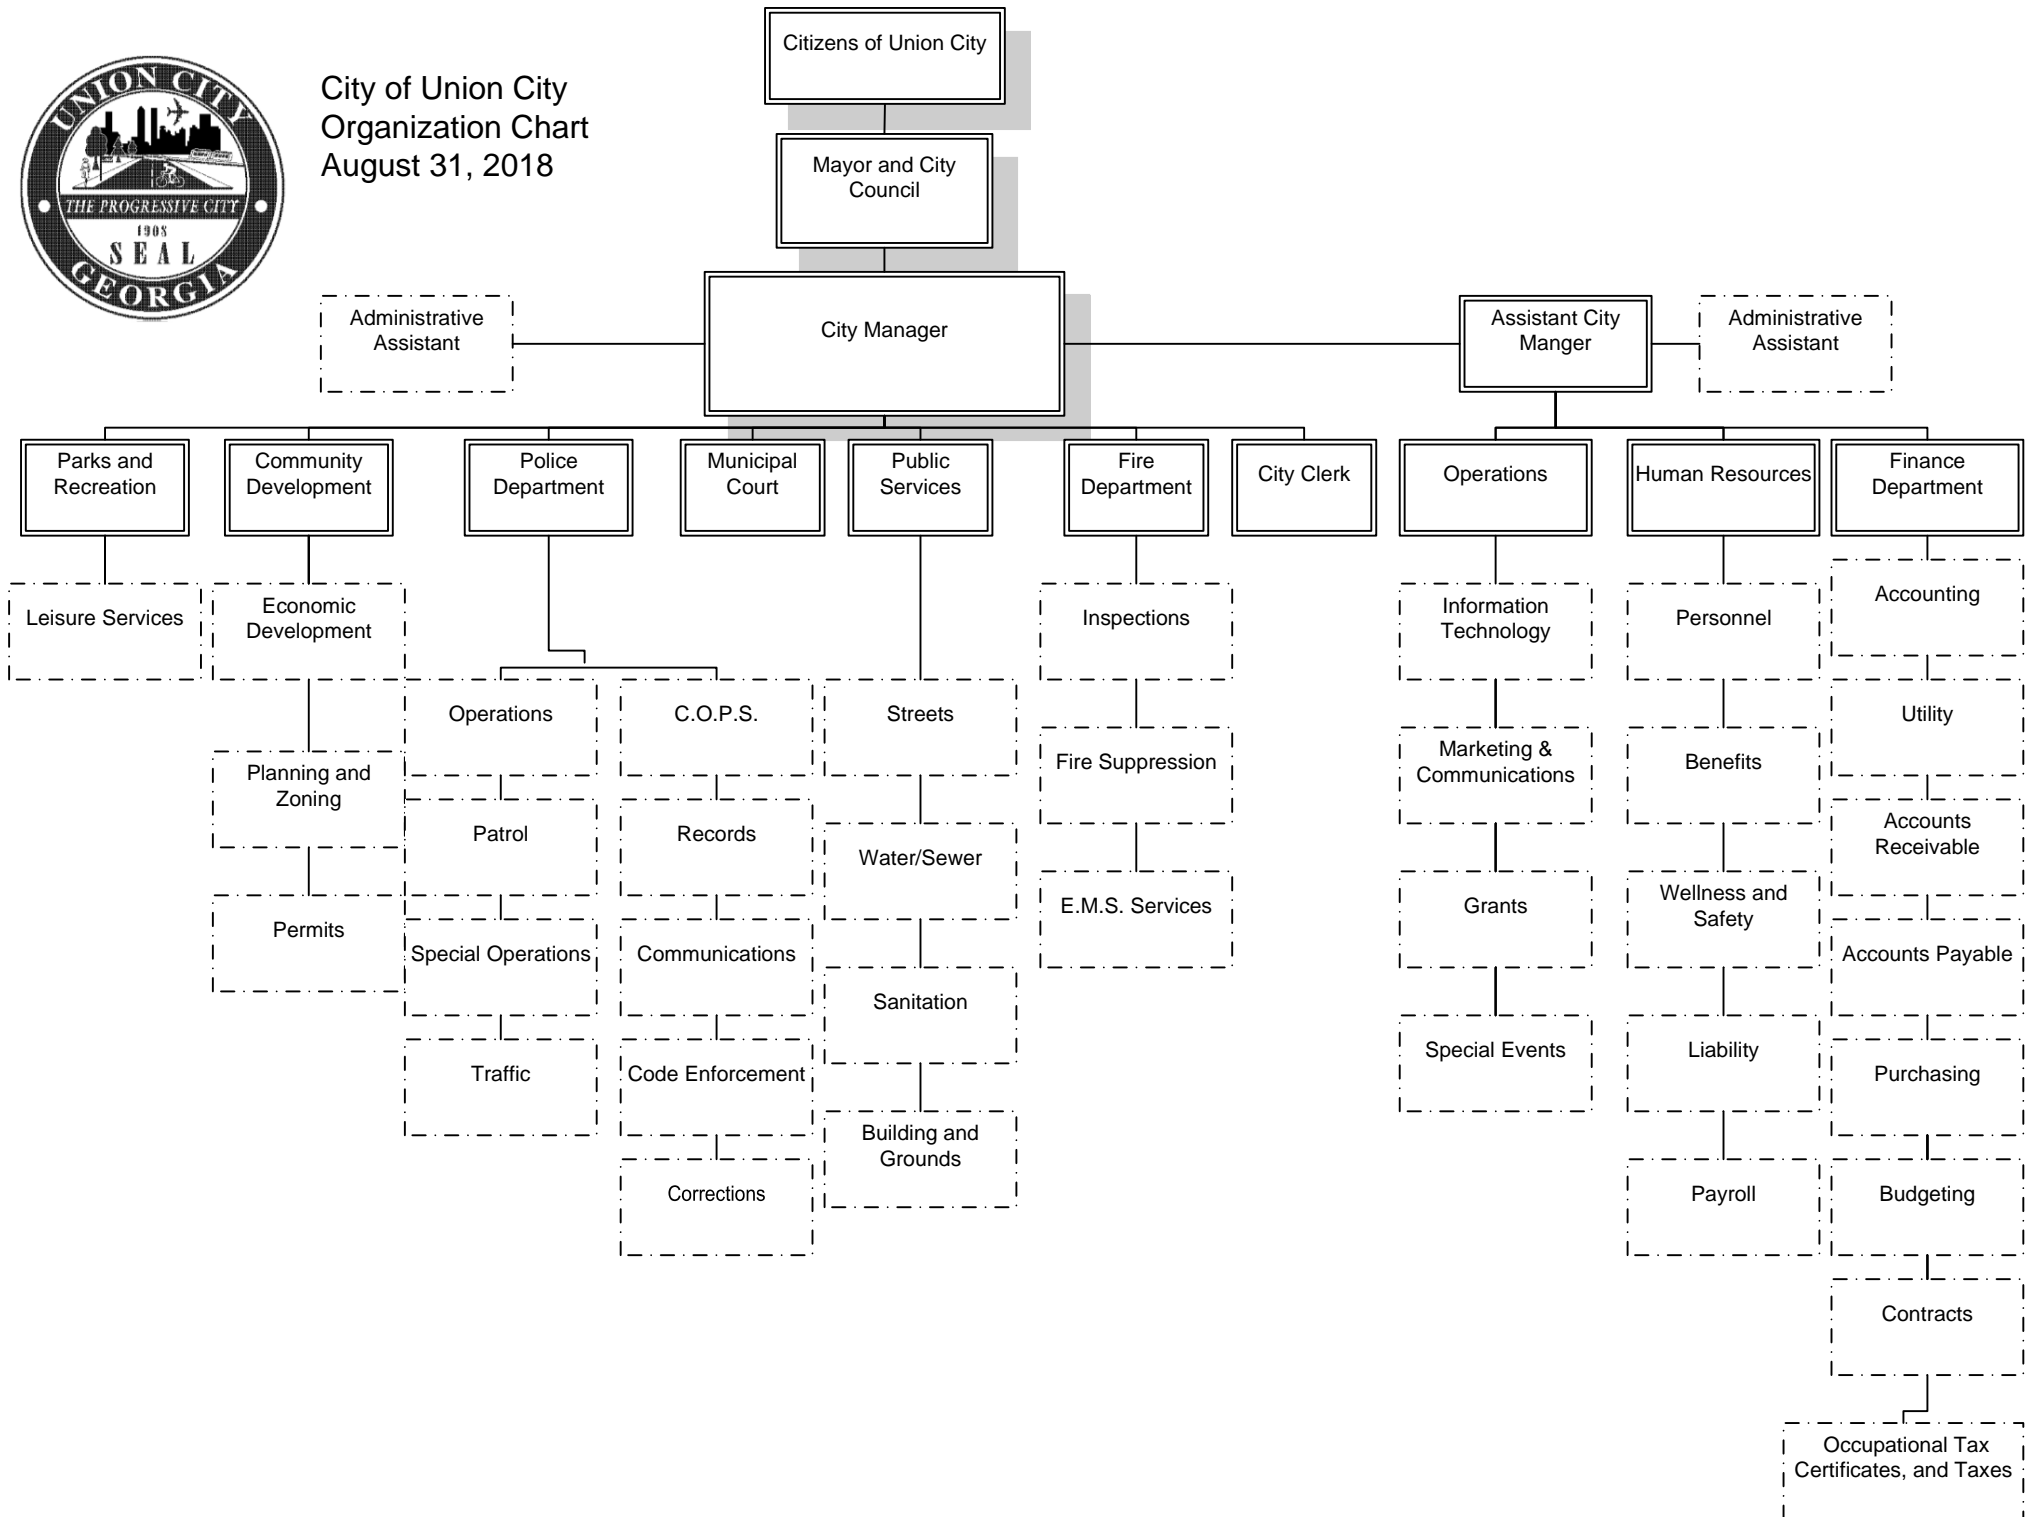 UNION CITY
THE PROGRESSIVE CITY
1908
SEAL
GEORGIA
City of Union City
Organization Chart
August 31, 2018
Citizens of Union City
Mayor and City
Council
City Manager
Administrative
Assistant
Assistant City
Manger
Administrative
Assistant
Parks and
Recreation
Community
Development
Police
Department
Municipal
Court
Public
Services
Fire
Department
City Clerk
Operations
Human Resources
Finance
Department
Leisure Services
Economic
Development
Planning and
Zoning
Permits
Operations
Patrol
Special Operations
Traffic
C.O.P.S.
Records
Communications
Code Enforcement
Corrections
Streets
Water/Sewer
Sanitation
Building and
Grounds
Inspections
Fire Suppression
E.M.S. Services
Information
Technology
Marketing &
Communications
Grants
Special Events
Personnel
Benefits
Wellness and
Safety
Liability
Payroll
Accounting
Utility
Accounts
Receivable
Accounts Payable
Purchasing
Budgeting
Contracts
Occupational Tax
Certificates, and Taxes